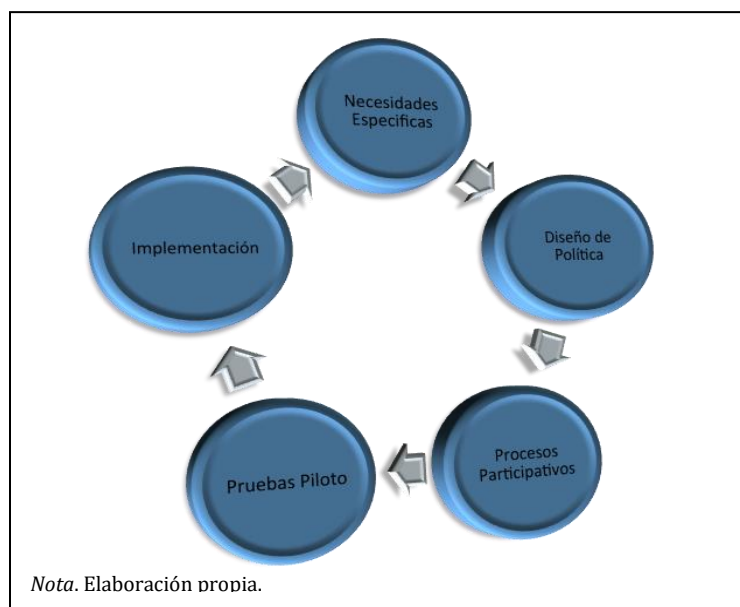 Necesidades
Especificas
Diseño de
Política
Procesos
Participativos
Pruebas Piloto
Implementación
Nota. Elaboración propia.